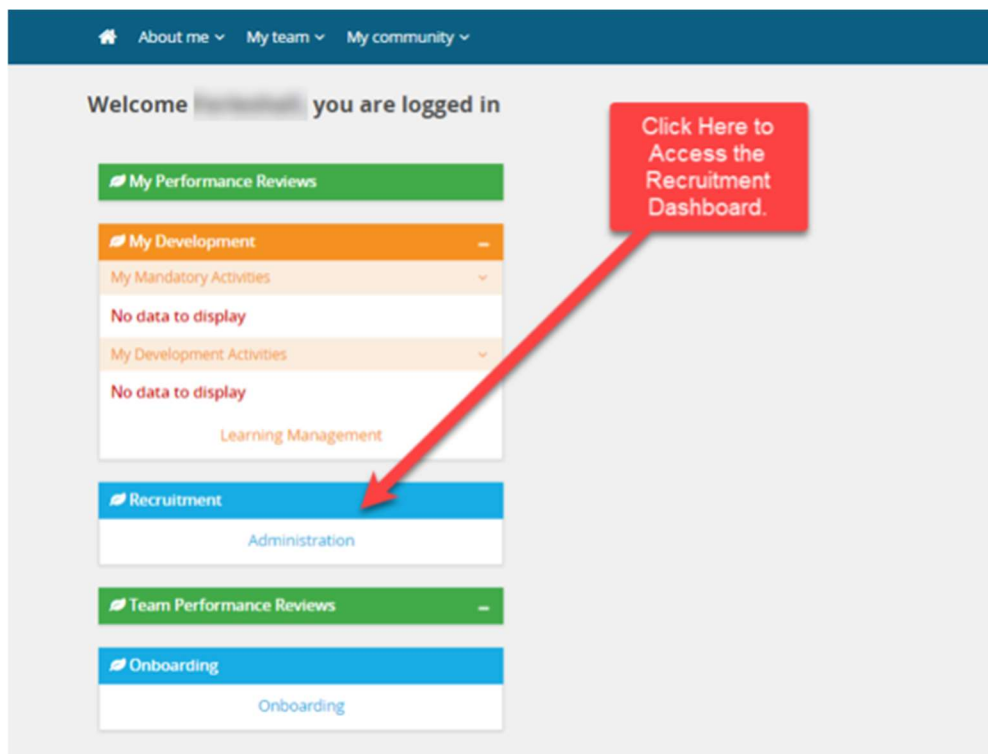 About me My team My community
Welcome you are logged in
Click Here to
Access the
Recruitment
Dashboard.
My Performance Reviews
My Development
My Mandatory Activities
No data to display
My Development Activities
No data to display
Learning Management
Recruitment
Administration
Team Performance Reviews
Onboarding
Onboarding